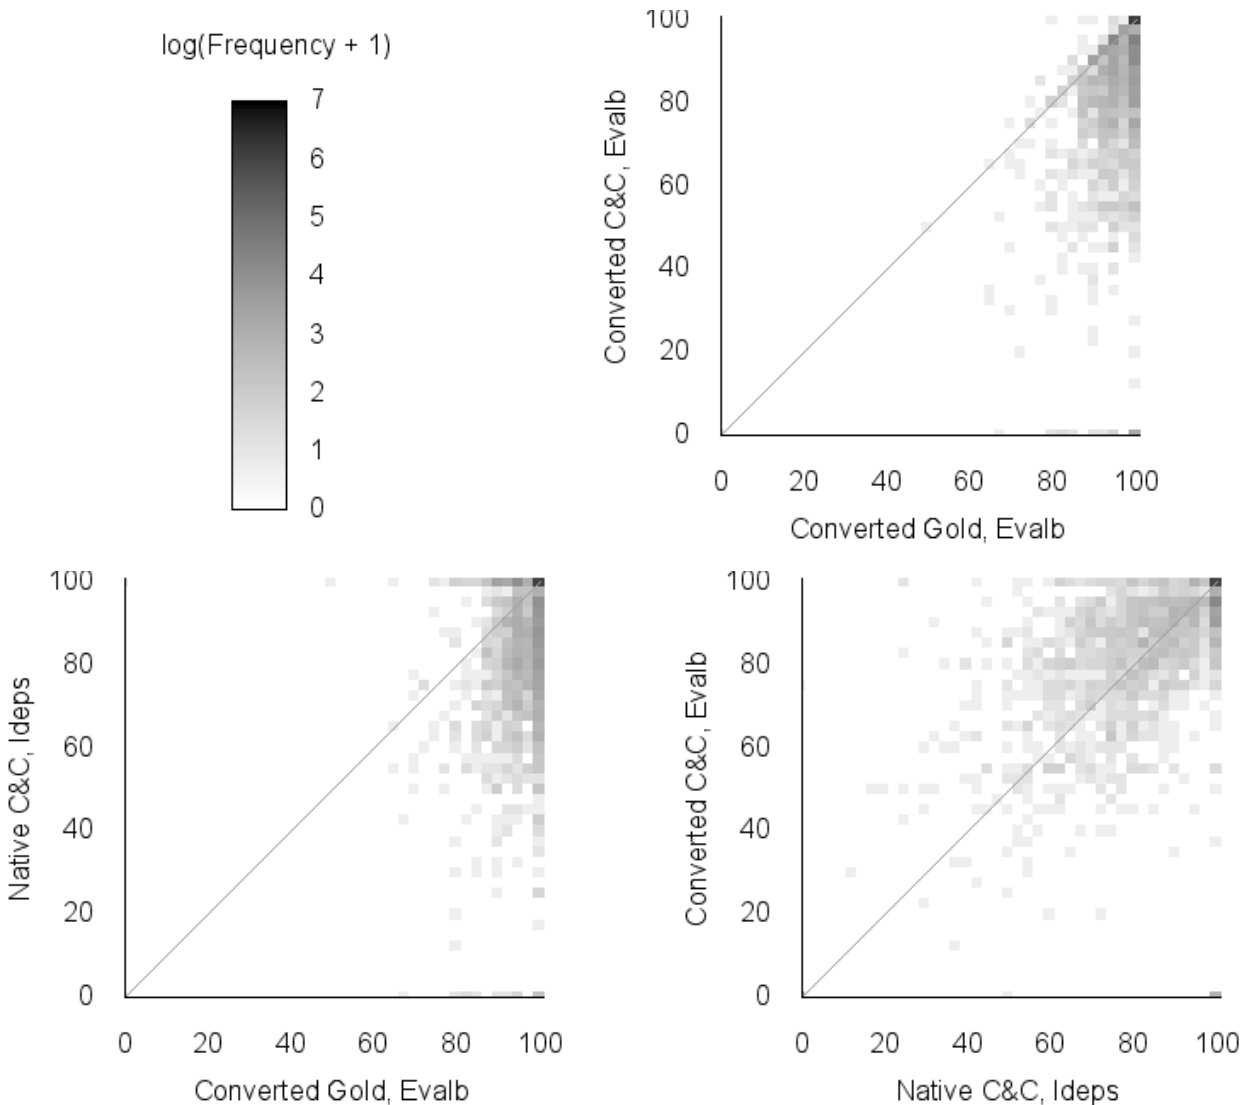 log(Frequency + 1)
7
6
5
4
3
2
1
0
Converted C&C, Evalb
100
80
60
40
20
0
0 20 40 60 80 100
Converted Gold, Evalb
Native C&C, ldeps
100
80
60
40
20
0
0 20 40 60 80 100
Converted Gold, Evalb
Converted C&C, Evalb
100
80
60
40
20
0
0 20 40 60 80 100
Native C&C, ldeps